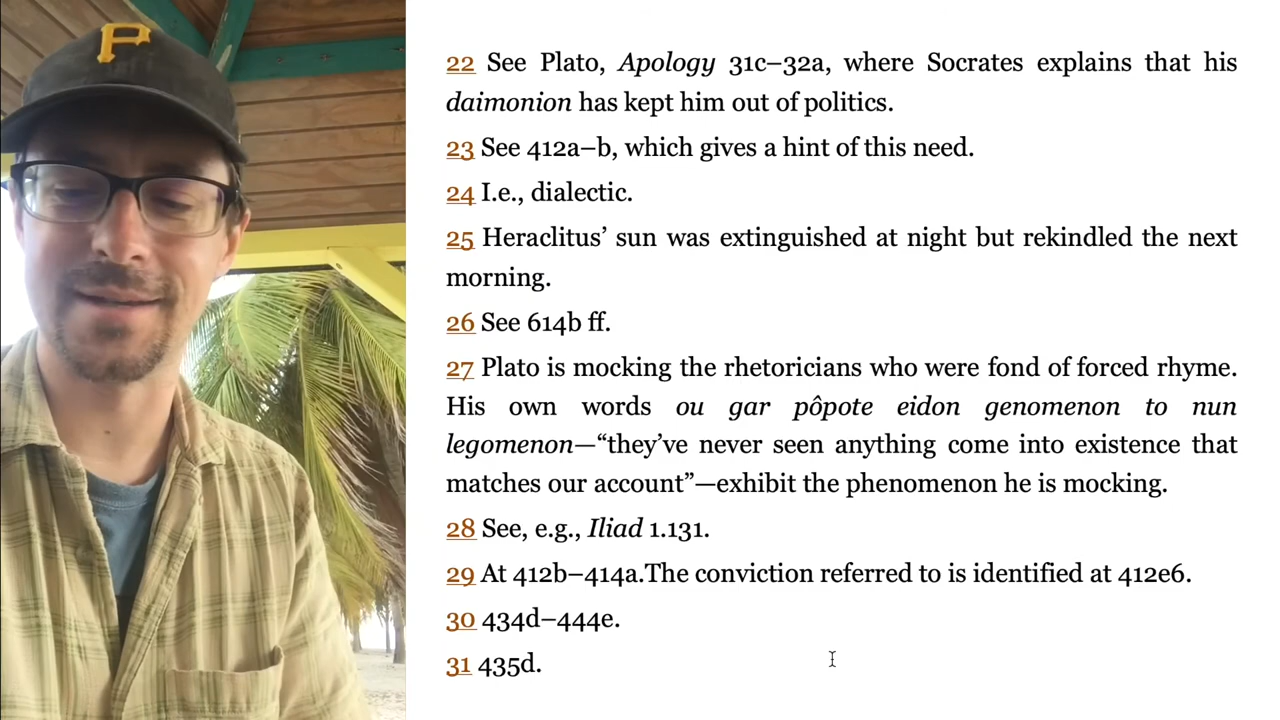 P
22 See Plato, Apology 31c–32a, where Socrates explains that his
daimonion has kept him out of politics.
23 See 412a–b, which gives a hint of this need.
24 I.e., dialectic.
25 Heraclitus’ sun was extinguished at night but rekindled the next
morning.
26 See 614b ff.
27 Plato is mocking the rhetoricians who were fond of forced rhyme.
His own words ou gar pôpote eidon genomenon to nun
legomenon—“they’ve never seen anything come into existence that
matches our account”—exhibit the phenomenon he is mocking.
28 See, e.g., Iliad 1.131.
29 At 412b–414a.The conviction referred to is identified at 412e6.
30 434d–444e.
31 435d.